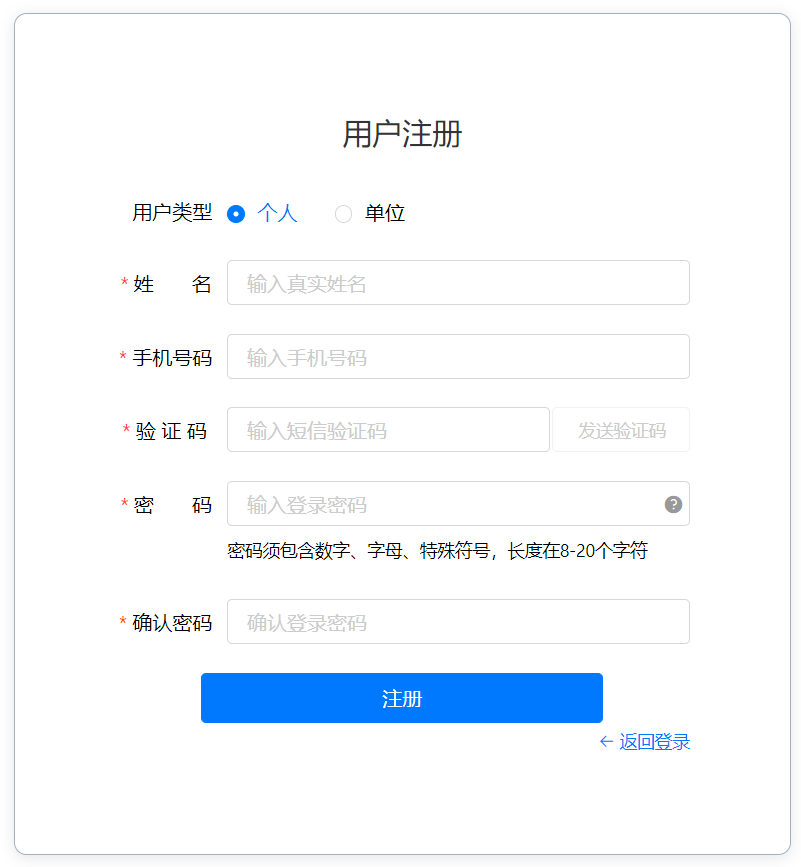 用户注册
用户类型 个人 单位
* 姓 名 输入真实姓名
* 手机号码 输入手机号码
* 验 证 码 输入短信验证码 发送验证码
* 密 码 输入登录密码 ?
密码须包含数字、字母、特殊符号，长度在8-20个字符
* 确认密码 确认登录密码
注册
← 返回登录